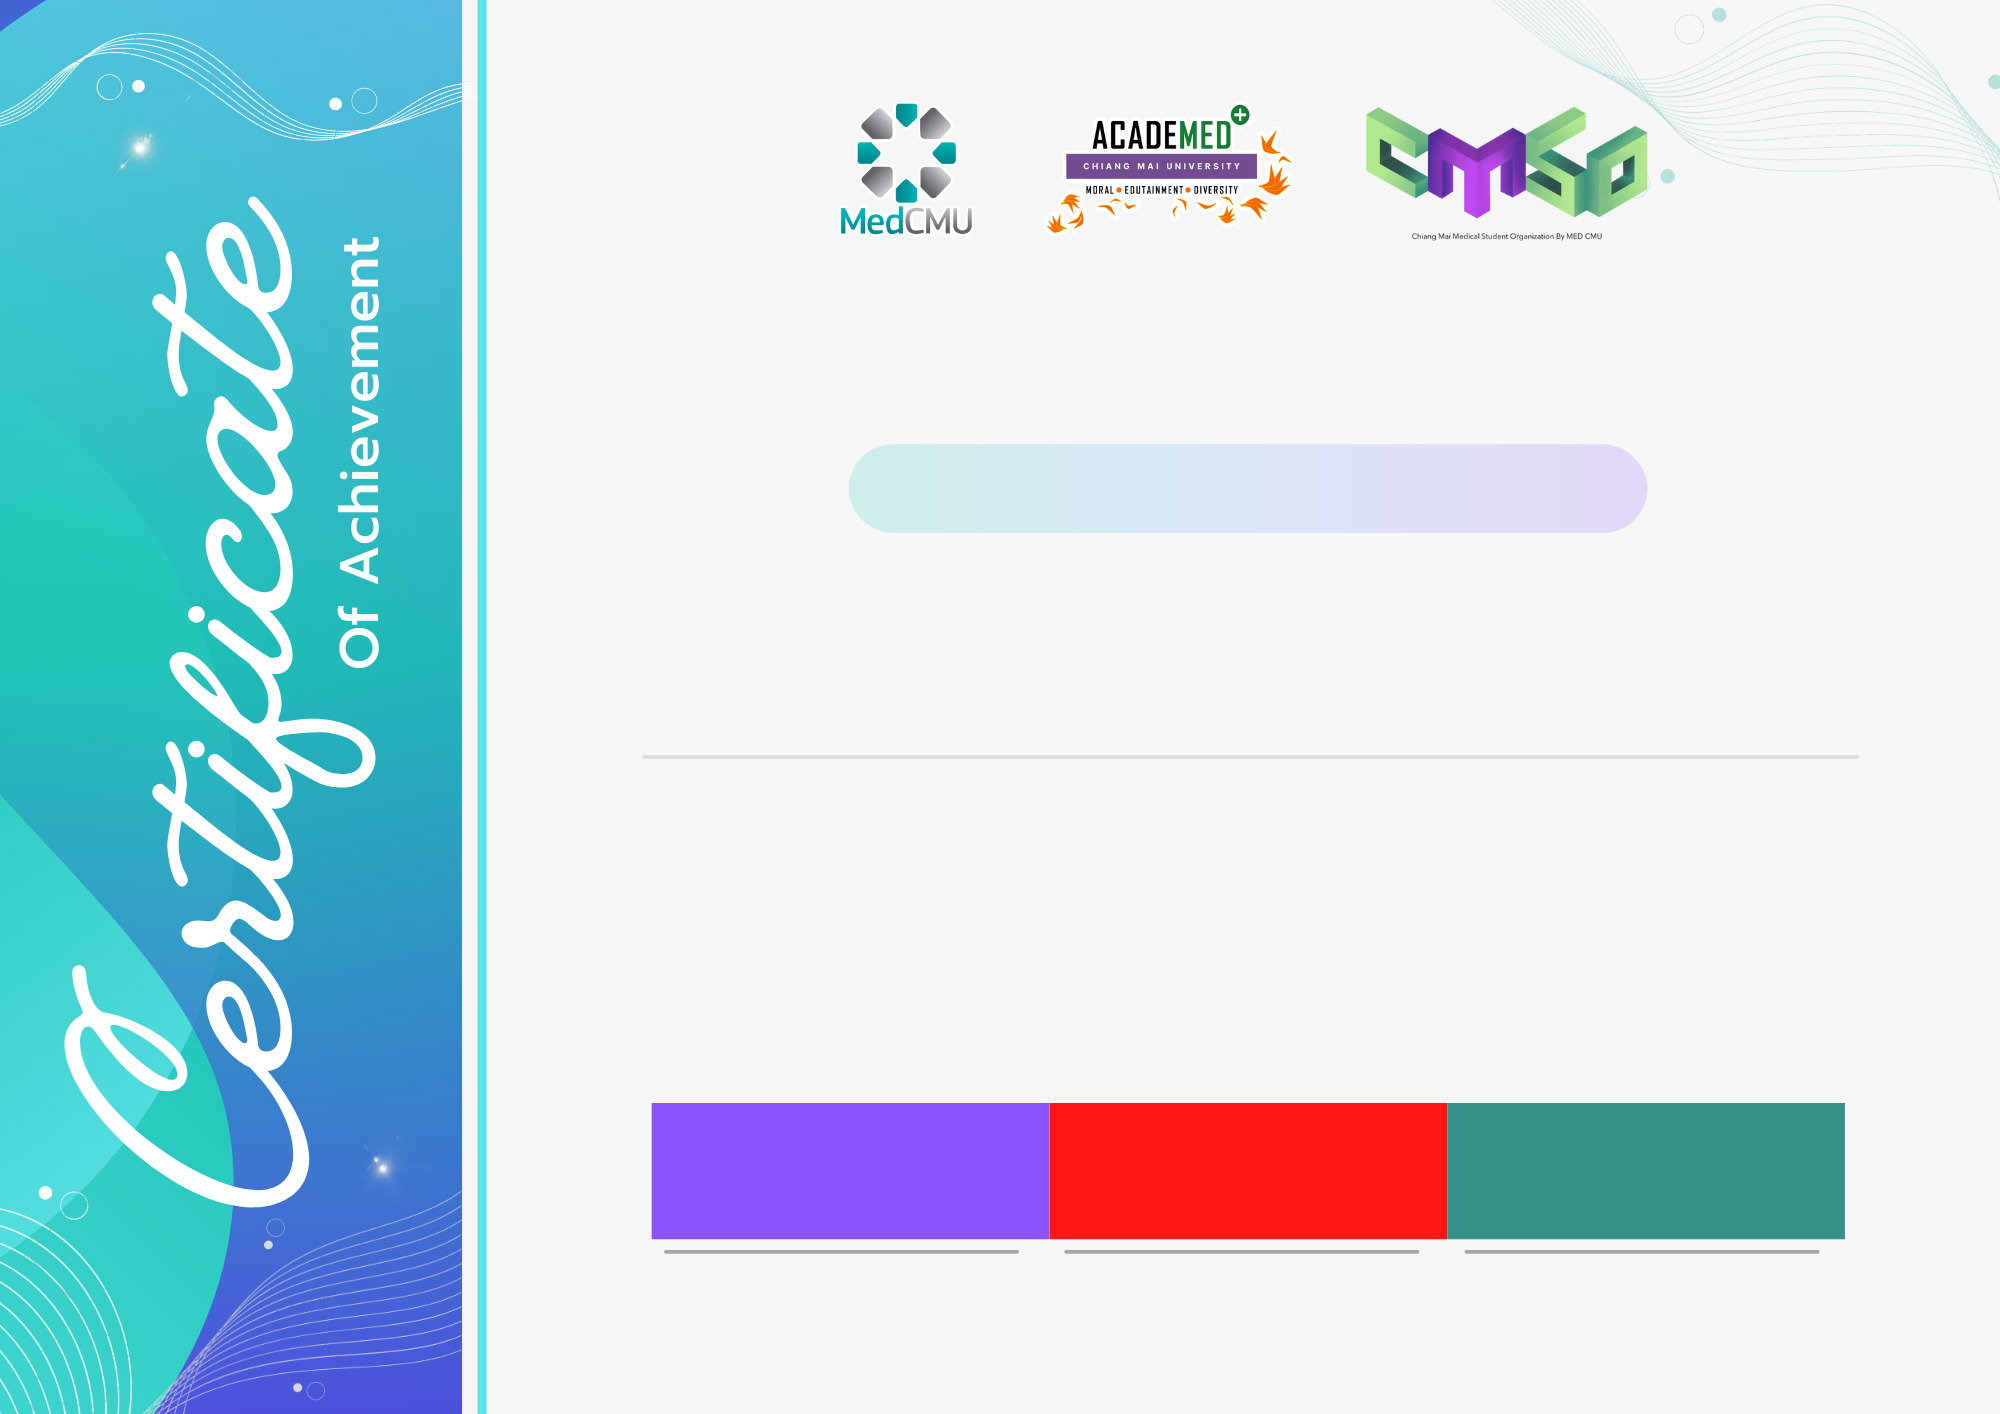 Certificate
Of Achievement
MedCMU
ACADEMED
CHIANG MAI UNIVERSITY
MORAL • EDUTAINMENT • DIVERSITY
CMSO
Chiang Mai Medical Student Organization By MED CMU